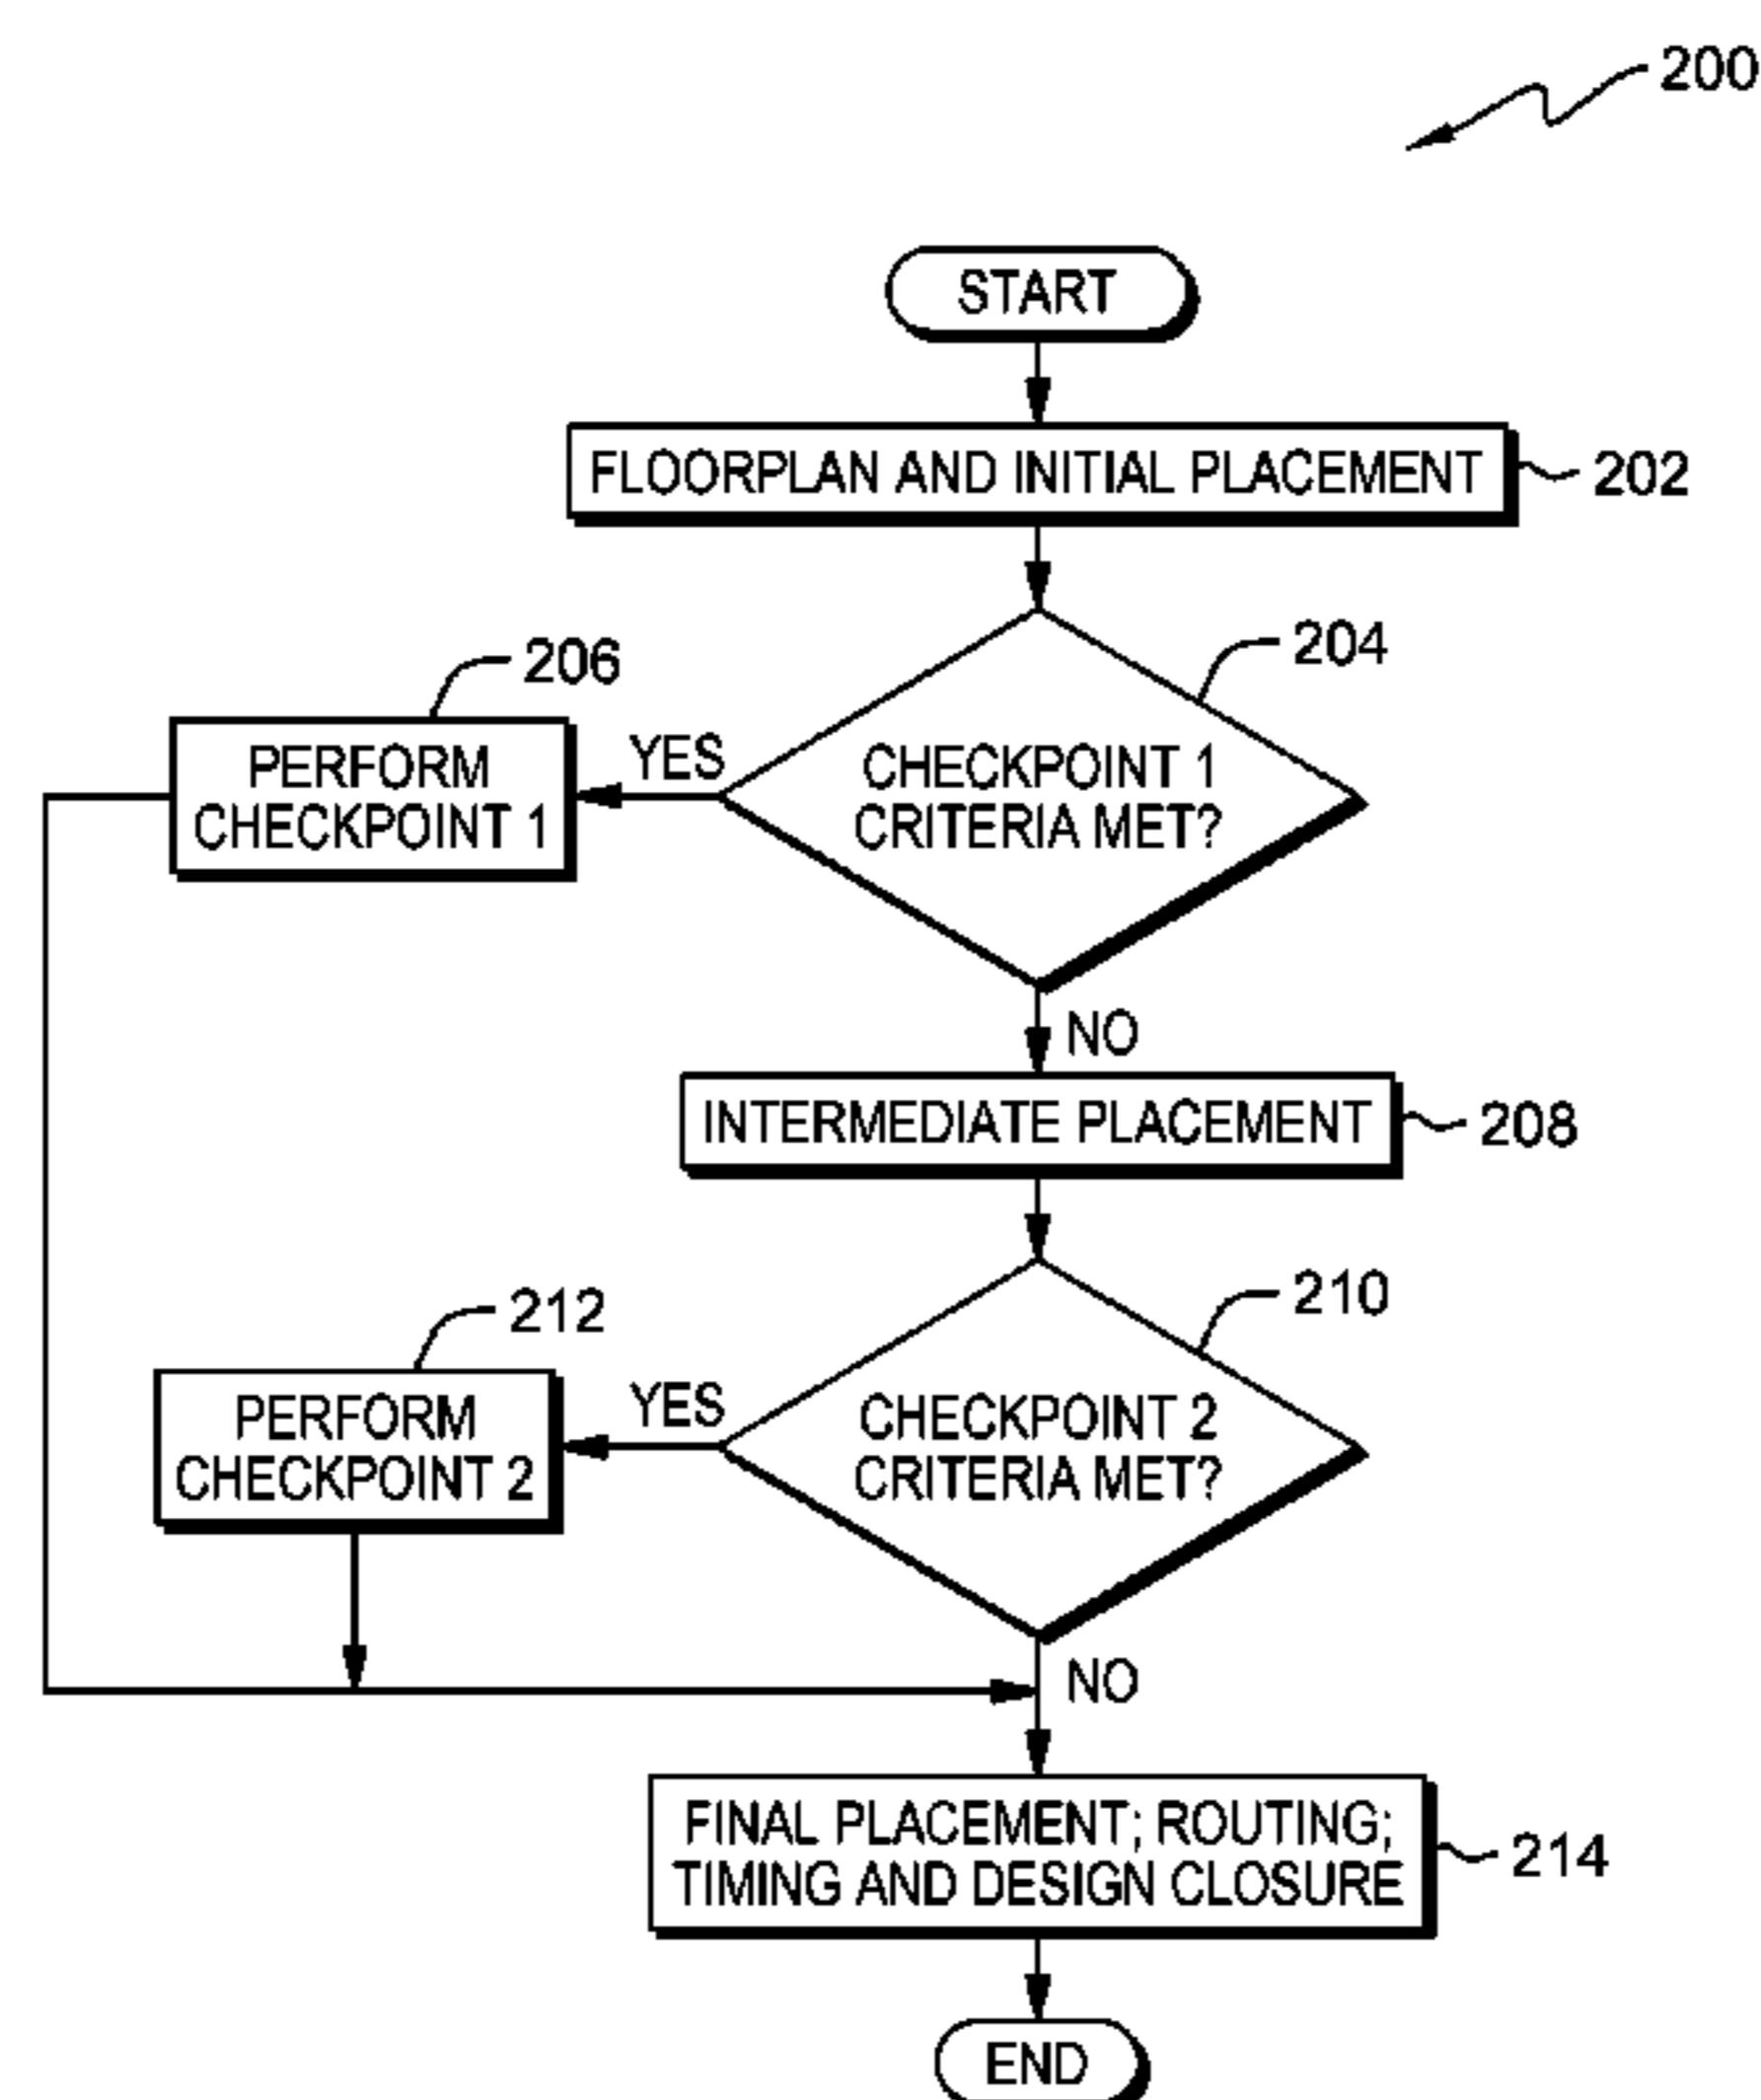 200
START
FLOORPLAN AND INITIAL PLACEMENT
202
204
206
CHECKPOINT 1
CRITERIA MET?
YES
PERFORM
CHECKPOINT 1
NO
INTERMEDIATE PLACEMENT
208
210
212
CHECKPOINT 2
CRITERIA MET?
YES
PERFORM
CHECKPOINT 2
NO
FINAL PLACEMENT; ROUTING;
TIMING AND DESIGN CLOSURE
214
END